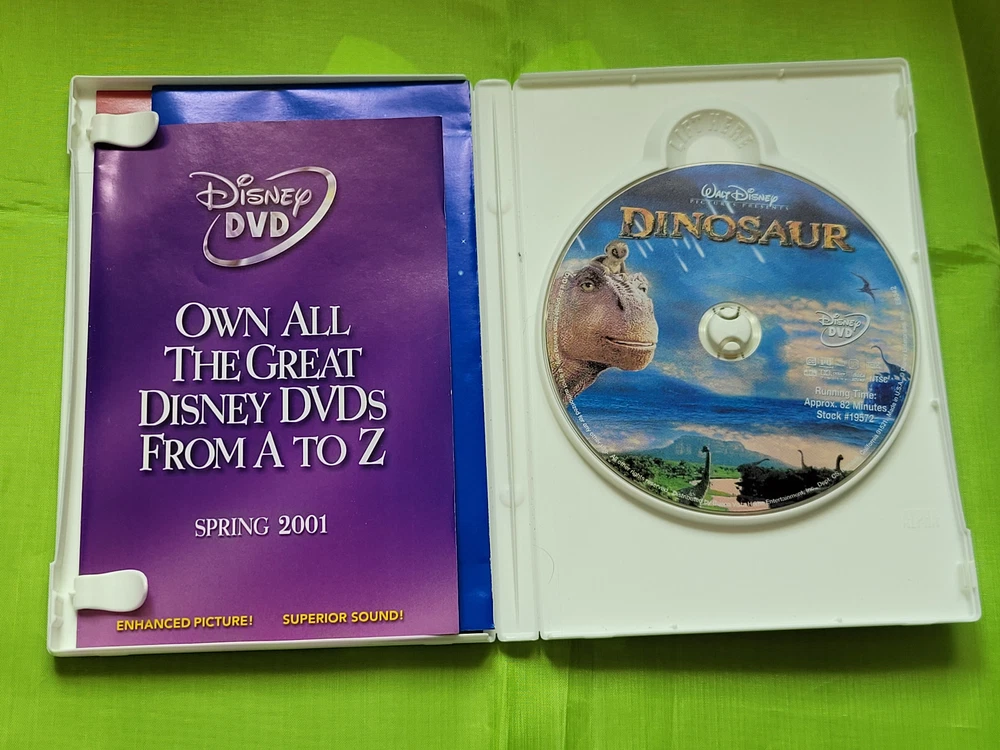 Disney
DVD
OWN ALL
THE GREAT
DISNEY DVDS
FROM A TO Z
SPRING 2001
ENHANCED PICTURE! SUPERIOR SOUND!
LIFT HERE
WALT DISNEY
PICTURES PRESENTS
DINOSAUR
Disney
DVD
NTSC
Running Time:
Approx. 82 Minutes
Stock #19572